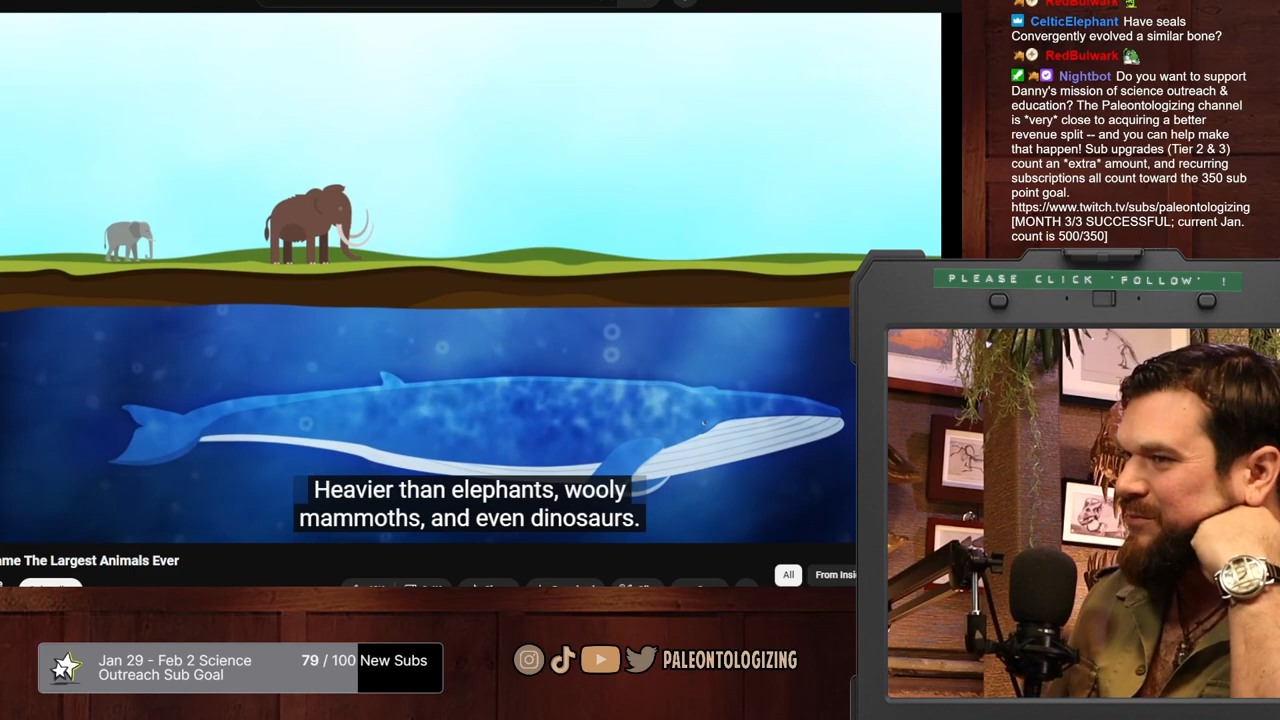 Heavier than elephants, wooly
mammoths, and even dinosaurs.
ame The Largest Animals Ever
All
From Insi
Jan 29 - Feb 2 Science
Outreach Sub Goal
79 / 100 New Subs
PALEONTOLOGIZING
RedBulwark
CelticElephant Have seals
Convergently evolved a similar bone?
RedBulwark
Nightbot Do you want to support
Danny's mission of science outreach &
education? The Paleontologizing channel
is *very* close to acquiring a better
revenue split -- and you can help make
that happen! Sub upgrades (Tier 2 & 3)
count an *extra* amount, and recurring
subscriptions all count toward the 350 sub
point goal.
https://www.twitch.tv/subs/paleontologizing
[MONTH 3/3 SUCCESSFUL; current Jan.
count is 500/350]
PLEASE CLICK 'FOLLOW' !